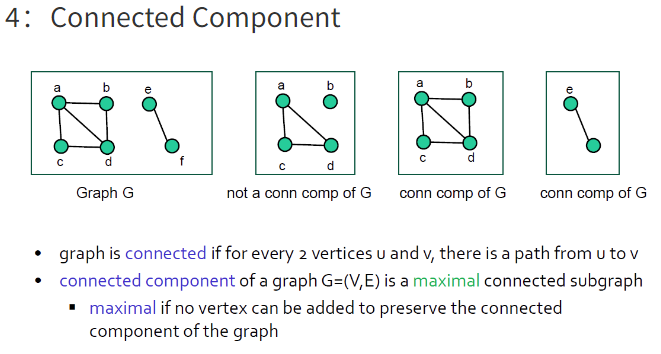 4: Connected Component
a b e
c d f
Graph G
a b
c d
not a conn comp of G
a b
c d
conn comp of G
e
conn comp of G
• graph is connected if for every 2 vertices u and v, there is a path from u to v
• connected component of a graph G=(V,E) is a maximal connected subgraph
▪ maximal if no vertex can be added to preserve the connected
component of the graph